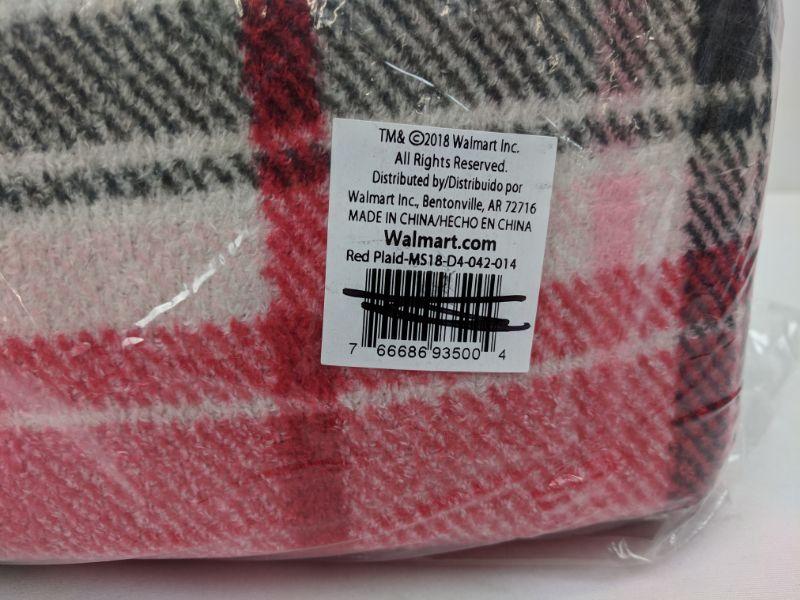 TM& ©2018 Walmart Inc.
All Rights Reserved.
Distributed by/Distribuido por
Walmart Inc., Bentonville, AR 72716
MADE IN CHINA/HECHO EN CHINA
Walmart.com
Red Plaid-MS18-D4-042-014
7 66686 93500 4